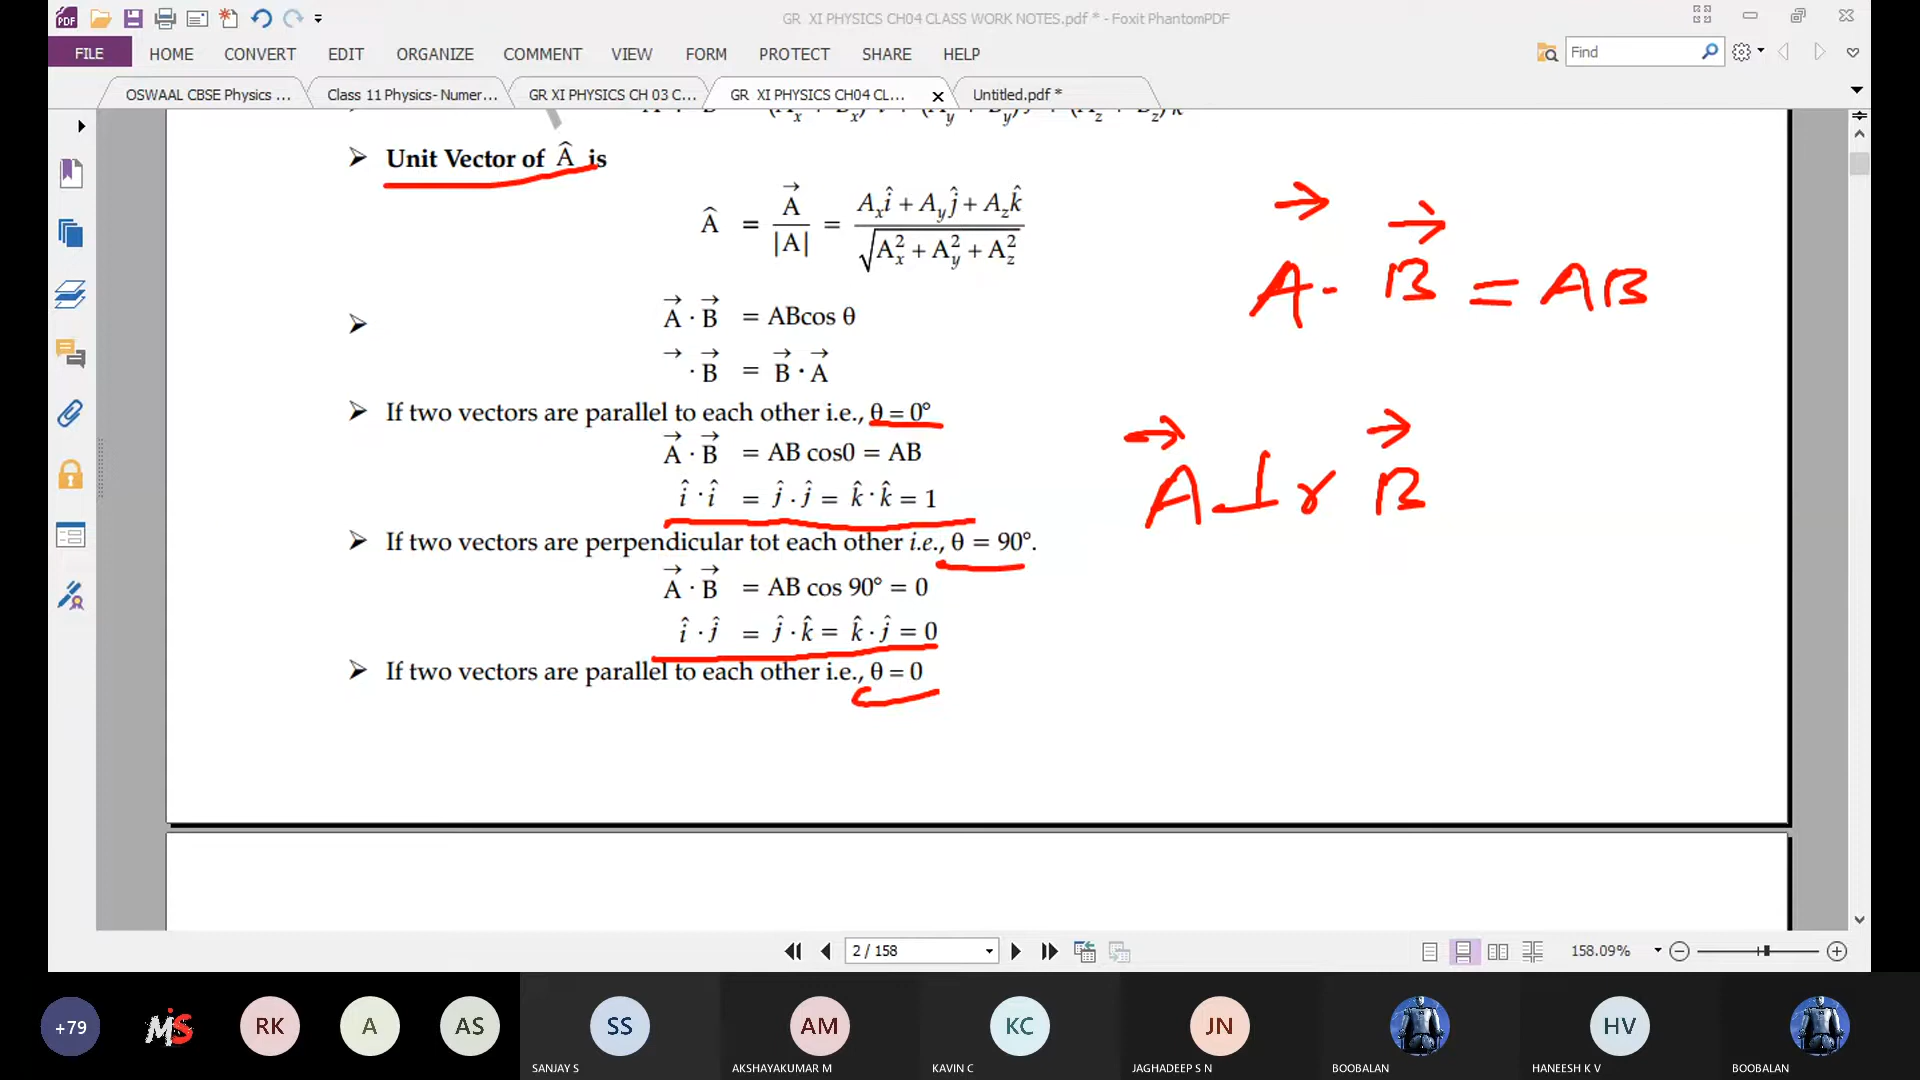 GR XI PHYSICS CH04 CLASS WORK NOTES.pdf * - Foxit PhantomPDF
FILE HOME CONVERT EDIT ORGANIZE COMMENT VIEW FORM PROTECT SHARE HELP
Find
OSWAAL CBSE Physics ... Class 11 Physics- Numer... GR XI PHYSICS CH 03 C... GR XI PHYSICS CH04 CL... Untitled.pdf *
➢ Unit Vector of Â is
Â = A⃗ / |A| = (Aₓî + A_yĵ + A_zk̂) / √(Aₓ² + A_y² + A_z²)
A⃗ · B⃗ = AB
➢ A⃗ · B⃗ = ABcos θ
→ · B⃗ = B⃗ · A⃗
➢ If two vectors are parallel to each other i.e., θ = 0°
A⃗ · B⃗ = AB cos0 = AB
î · î = ĵ . ĵ = k̂ · k̂ = 1
A⃗ ⊥r B⃗
➢ If two vectors are perpendicular tot each other i.e., θ = 90°.
A⃗ · B⃗ = AB cos 90° = 0
î · ĵ = ĵ · k̂ = k̂ · ĵ = 0
➢ If two vectors are parallel to each other i.e., θ = 0
2 / 158
158.09%
+79 MS RK A AS SS AM KC JN HV
SANJAY S AKSHAYAKUMAR M KAVIN C JAGHADEEP S N BOOBALAN HANEESH K V BOOBALAN